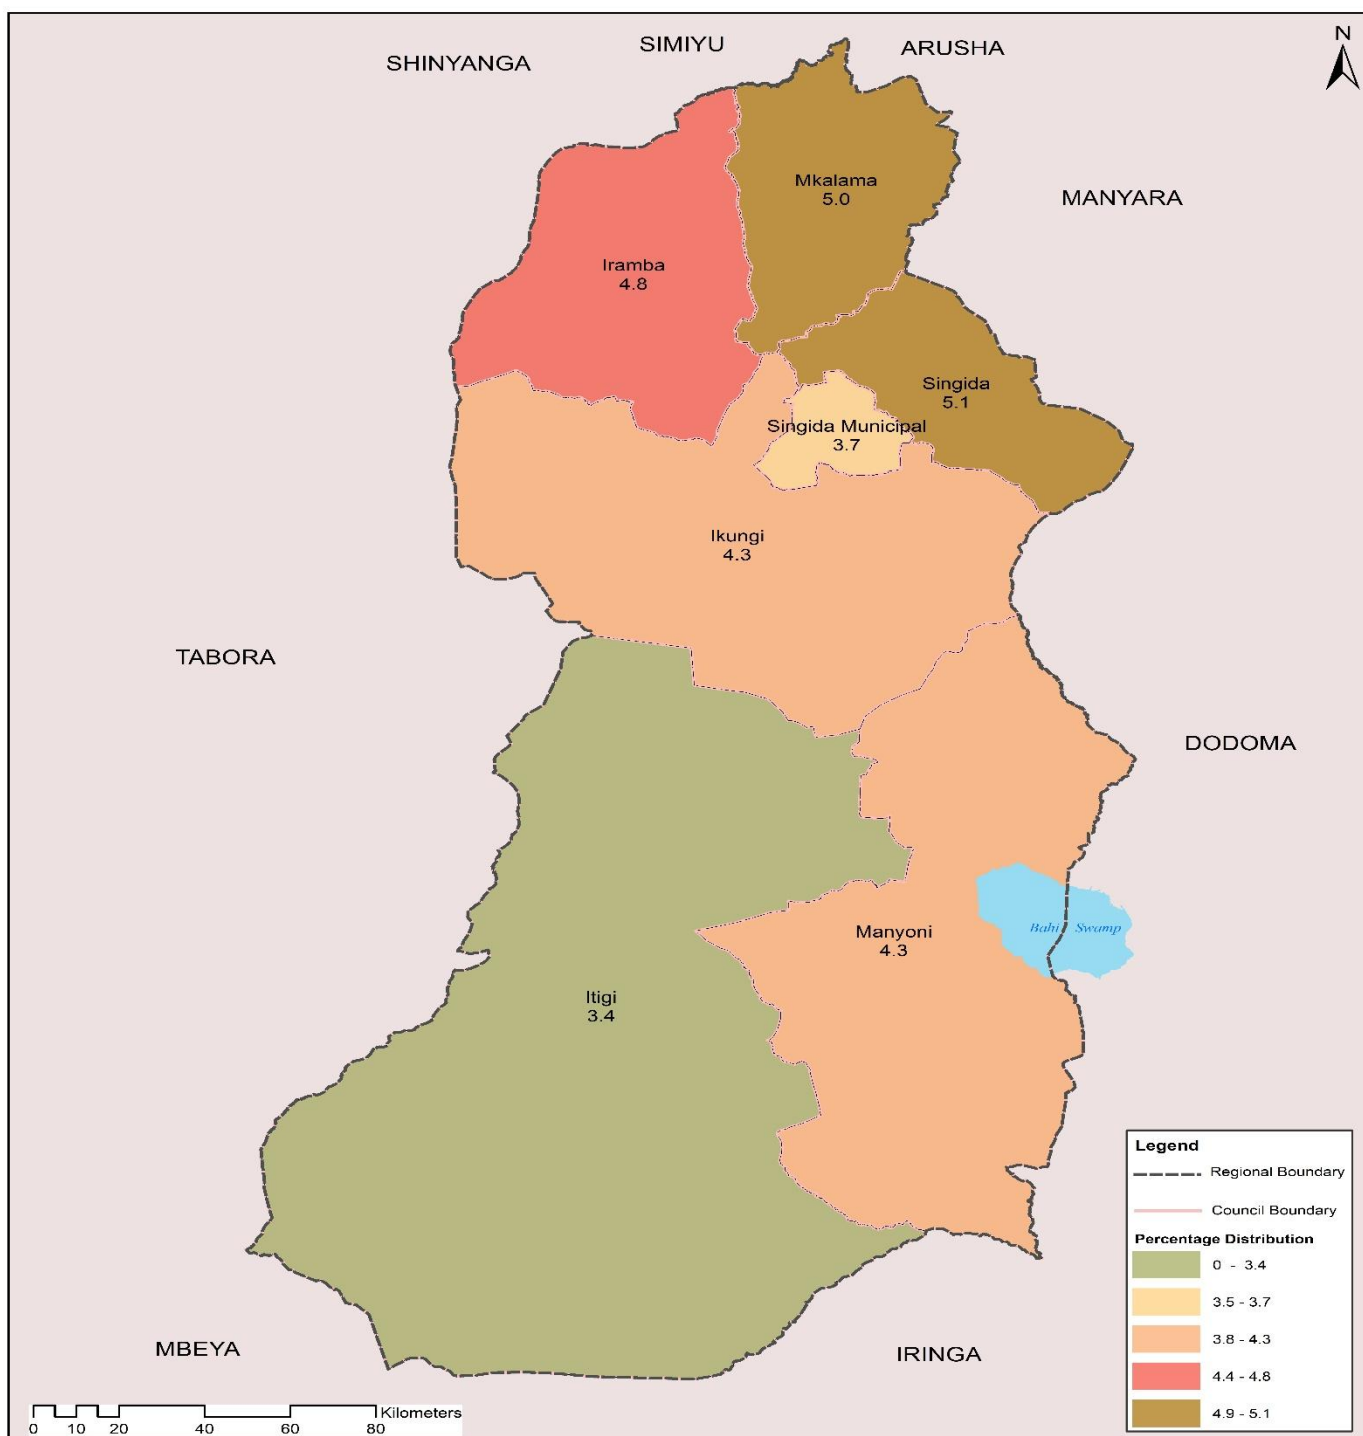 SIMIYU
ARUSHA
SHINYANGA
N
Mkalama
5.0
MANYARA
Iramba
4.8
Singida
5.1
Singida Municipal
3.7
Ikungi
4.3
TABORA
DODOMA
Manyoni
4.3
Bahi Swamp
Itigi
3.4
MBEYA
IRINGA
Legend
Regional Boundary
Council Boundary
Percentage Distribution
0 - 3.4
3.5 - 3.7
3.8 - 4.3
4.4 - 4.8
4.9 - 5.1
Kilometers
0 10 20 40 60 80